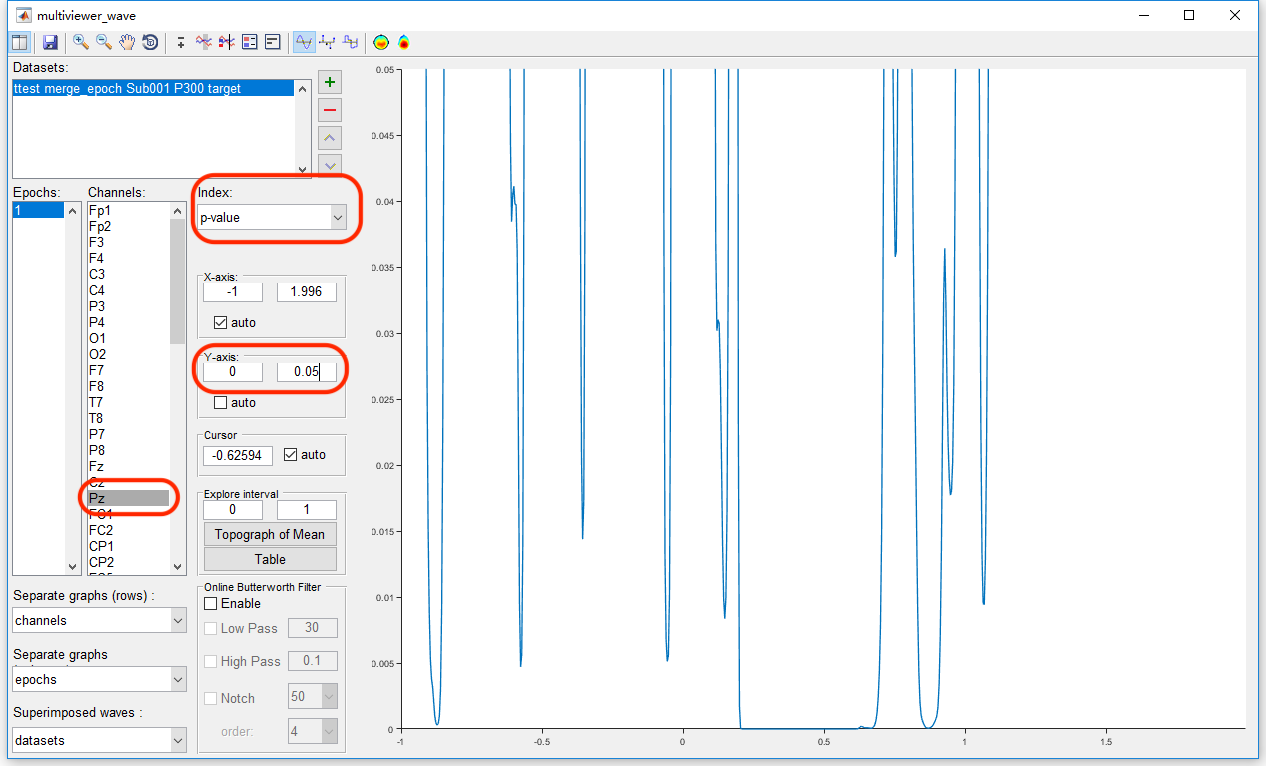 multiviewer_wave
Datasets:
ttest merge_epoch Sub001 P300 target
Epochs:
1
Channels:
Fp1
Fp2
F3
F4
C3
C4
P3
P4
O1
O2
F7
F8
T7
T8
P7
P8
Fz
Cz
Pz
FC1
FC2
CP1
CP2
Index:
p-value
X-axis:
-1 1.996
auto
Y-axis:
0 0.05
auto
Cursor
-0.62594 auto
Explore interval
0 1
Topograph of Mean
Table
Online Butterworth Filter
Enable
Low Pass 30
High Pass 0.1
Notch 50
order: 4
Separate graphs (rows) :
channels
Separate graphs
epochs
Superimposed waves :
datasets
0.05
0.045
0.04
0.035
0.03
0.025
0.02
0.015
0.01
0.005
0
-1 -0.5 0 0.5 1 1.5